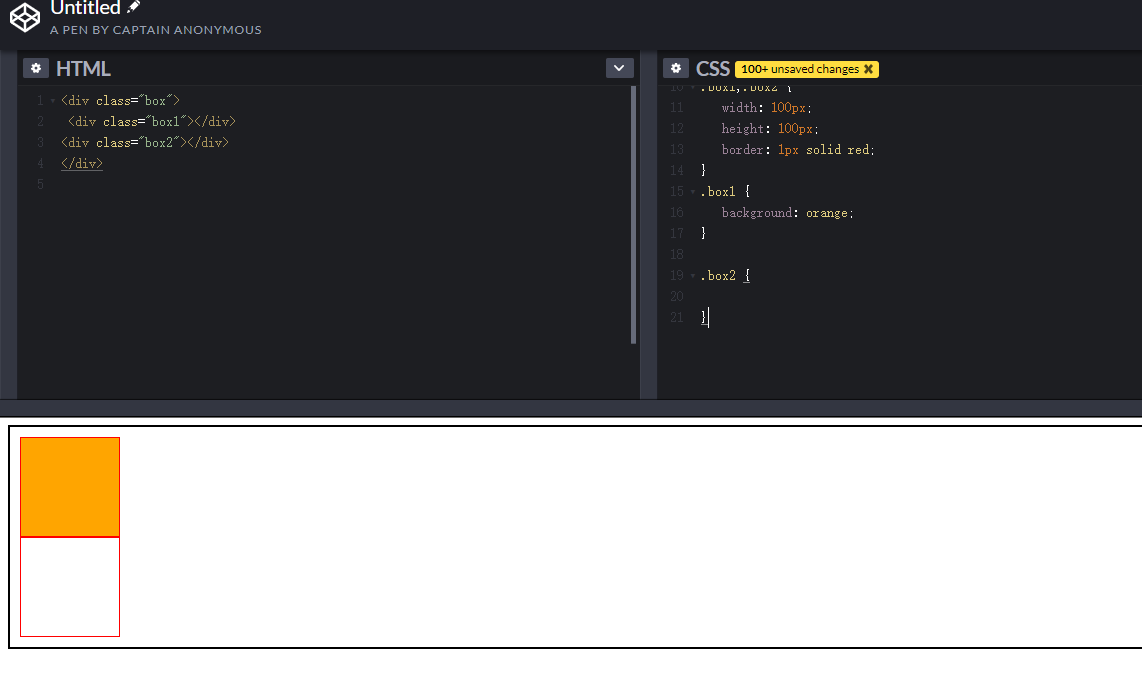 Untitled
A PEN BY CAPTAIN ANONYMOUS
HTML
1 <div class="box">
2 <div class="box1"></div>
3 <div class="box2"></div>
4 </div>
5
CSS 100+ unsaved changes
10 .box1,.box2 {
11 width: 100px;
12 height: 100px;
13 border: 1px solid red;
14 }
15 .box1 {
16 background: orange;
17 }
18
19 .box2 {
20
21 }